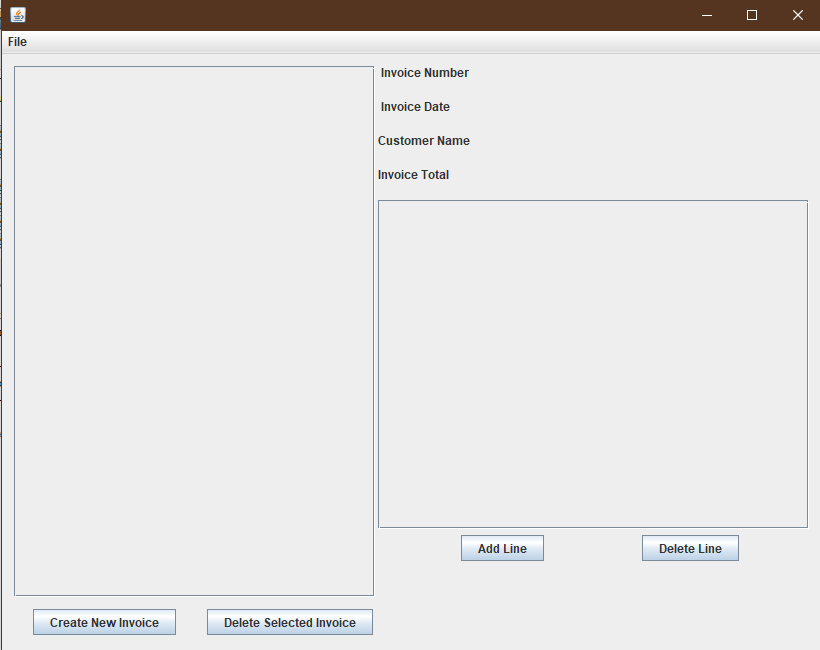 File
Invoice Number
Invoice Date
Customer Name
Invoice Total
Add Line
Delete Line
Create New Invoice
Delete Selected Invoice